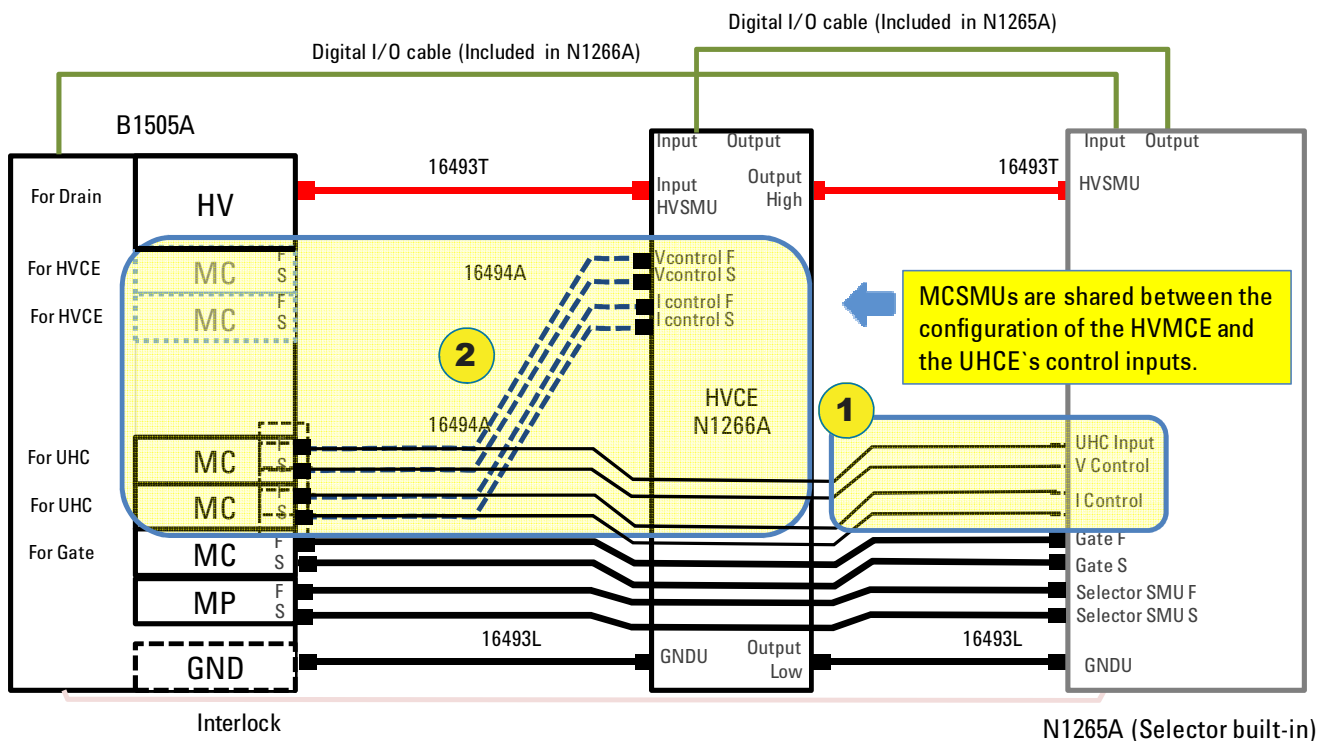 Digital I/O cable (Included in N1265A)
Digital I/O cable (Included in N1266A)
B1505A
Input Output
Input Output
16493T
16493T
For Drain
HV
Input
HVSMU
Output
High
HVSMU
For HVCE
MC
F
S
16494A
Vcontrol F
Vcontrol S
For HVCE
MC
F
S
I control F
I control S
MCSMUs are shared between the
configuration of the HVMCE and
the UHCE`s control inputs.
2
HVCE
N1266A
1
16494A
For UHC
MC
F
S
UHC Input
V Control
For UHC
MC
F
S
I Control
For Gate
MC
F
S
Gate F
Gate S
MP
F
S
Selector SMU F
Selector SMU S
16493L
16493L
GND
GNDU
Output
Low
GNDU
Interlock
N1265A (Selector built-in)